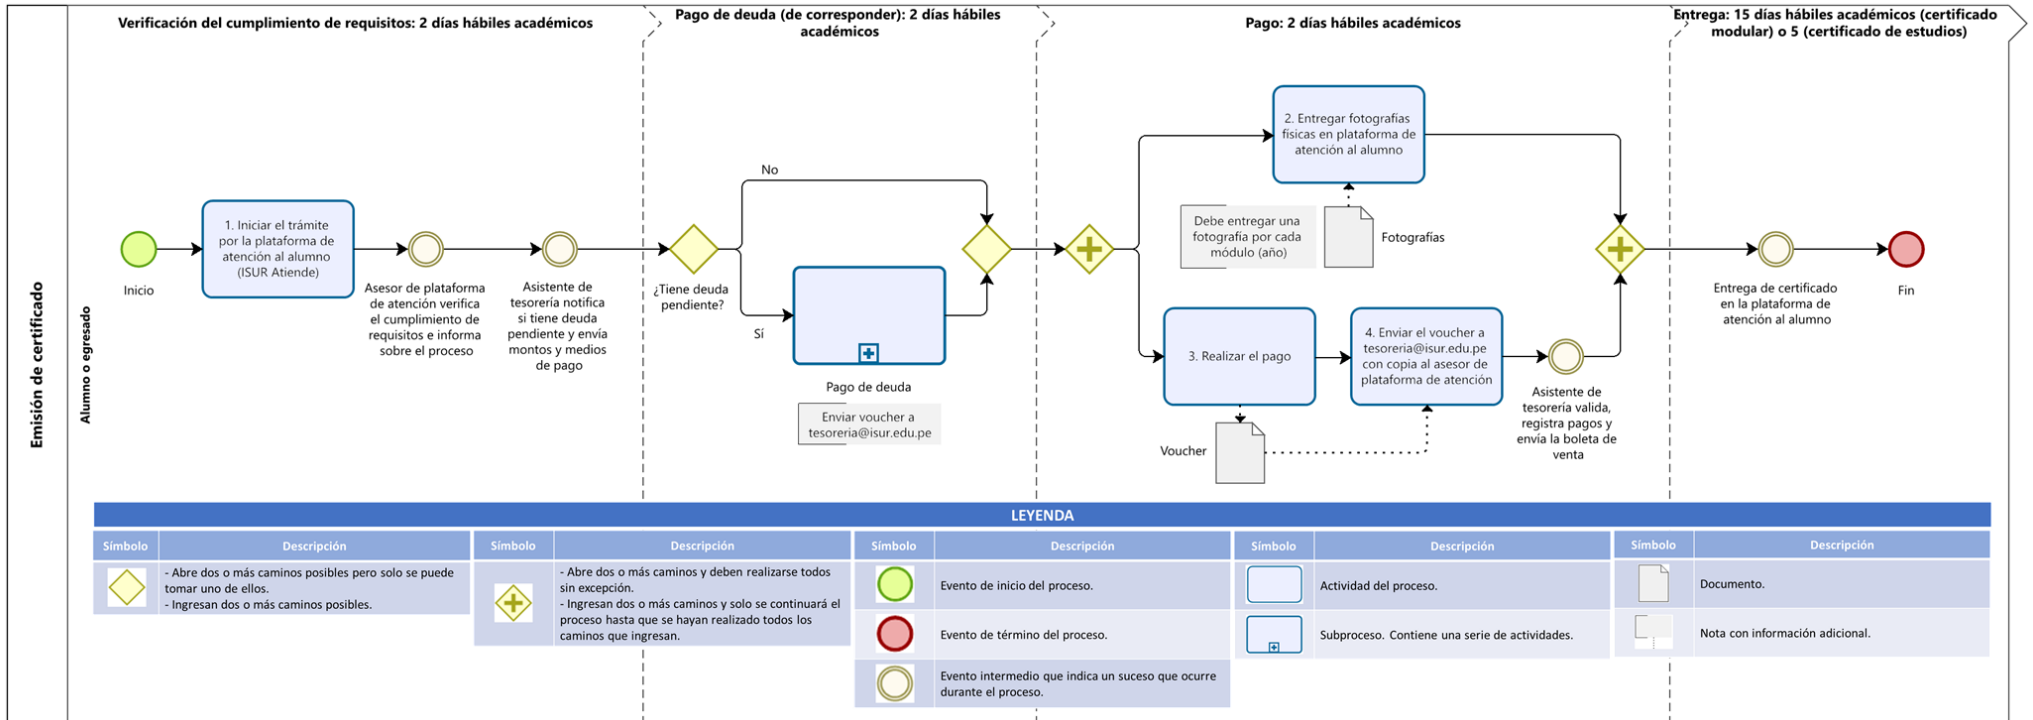 Verificación del cumplimiento de requisitos: 2 días hábiles académicos
Pago de deuda (de corresponder): 2 días hábiles
académicos
Pago: 2 días hábiles académicos
Entrega: 15 días hábiles académicos (certificado
modular) o 5 (certificado de estudios)
Emisión de certificado
Alumno o egresado
Inicio
1. Iniciar el trámite
por la plataforma de
atención al alumno
(ISUR Atiende)
Asesor de plataforma
de atención verifica
el cumplimiento de
requisitos e informa
sobre el proceso
Asistente de
tesorería notifica
si tiene deuda
pendiente y envía
montos y medios
de pago
¿Tiene deuda
pendiente?
No
Sí
Pago de deuda
Enviar voucher a
tesoreria@isur.edu.pe
2. Entregar fotografías
físicas en plataforma de
atención al alumno
Debe entregar una
fotografía por cada
módulo (año)
Fotografías
3. Realizar el pago
Voucher
4. Enviar el voucher a
tesoreria@isur.edu.pe
con copia al asesor de
plataforma de atención
Asistente de
tesorería valida,
registra pagos y
envía la boleta de
venta
Entrega de certificado
en la plataforma de
atención al alumno
Fin
LEYENDA
Símbolo
Descripción
- Abre dos o más caminos posibles pero solo se puede
tomar uno de ellos.
- Ingresan dos o más caminos posibles.
Símbolo
Descripción
- Abre dos o más caminos y deben realizarse todos
sin excepción.
- Ingresan dos o más caminos y solo se continuará el
proceso hasta que se hayan realizado todos los
caminos que ingresan.
Símbolo
Descripción
Evento de inicio del proceso.
Evento de término del proceso.
Evento intermedio que indica un suceso que ocurre
durante el proceso.
Símbolo
Descripción
Actividad del proceso.
Subproceso. Contiene una serie de actividades.
Símbolo
Descripción
Documento.
Nota con información adicional.